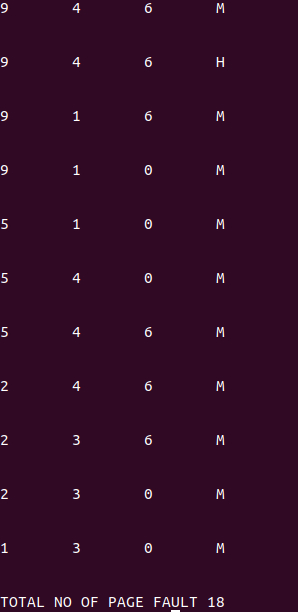 9 4 6 M
9 4 6 H
9 1 6 M
9 1 0 M
5 1 0 M
5 4 0 M
5 4 6 M
2 4 6 M
2 3 6 M
2 3 0 M
1 3 0 M
TOTAL NO OF PAGE FAULT 18